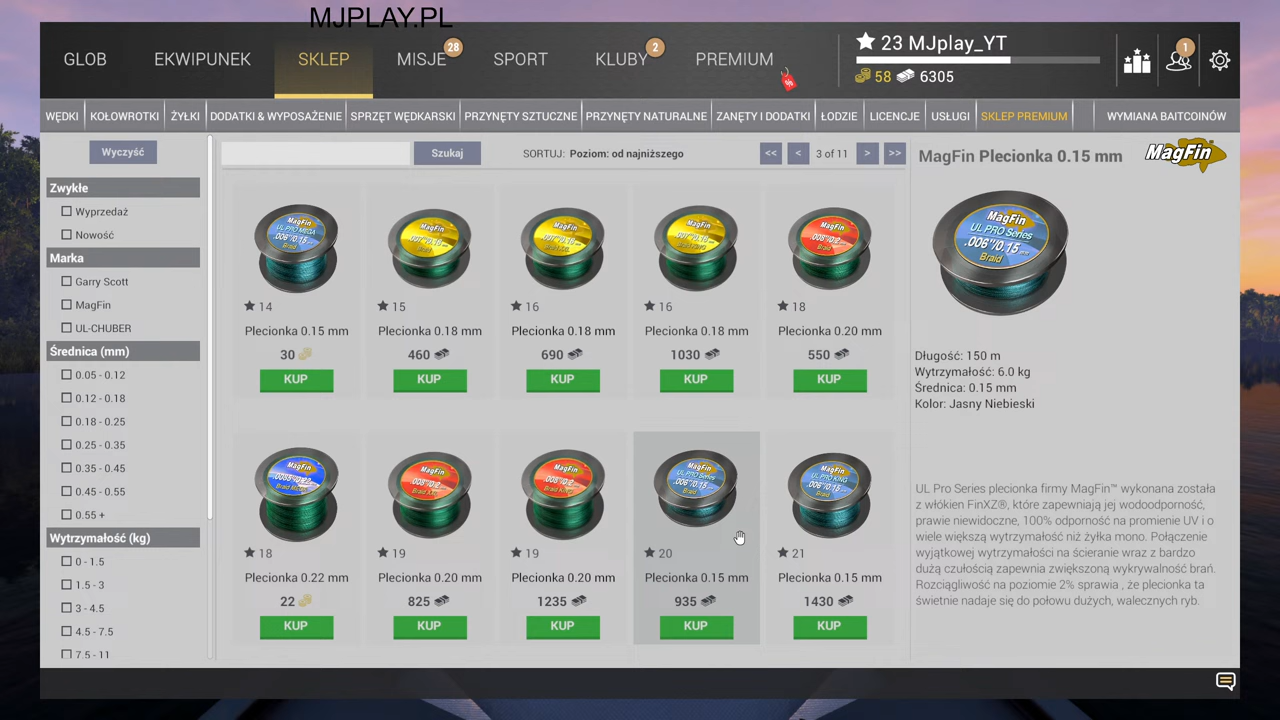 MJPLAY.PL
GLOB EKWIPUNEK SKLEP MISJE 28 SPORT KLUBY 2 PREMIUM %
23 MJplay_YT
58 6305
1
WĘDKI KOŁOWROTKI ŻYŁKI DODATKI & WYPOSAŻENIE SPRZĘT WĘDKARSKI PRZYNĘTY SZTUCZNE PRZYNĘTY NATURALNE ZANĘTY I DODATKI ŁODZIE LICENCJE USŁUGI SKLEP PREMIUM WYMIANA BAITCOINÓW
Wyczyść
Zwykłe
Wyprzedaż
Nowość
Marka
Garry Scott
MagFin
UL-CHUBER
Średnica (mm)
0.05 - 0.12
0.12 - 0.18
0.18 - 0.25
0.25 - 0.35
0.35 - 0.45
0.45 - 0.55
0.55 +
Wytrzymałość (kg)
0 - 1.5
1.5 - 3
3 - 4.5
4.5 - 7.5
7.5 - 11
Szukaj SORTUJ: Poziom: od najniższego << < 3 of 11 > >>
14 15 16 16 18
Plecionka 0.15 mm Plecionka 0.18 mm Plecionka 0.18 mm Plecionka 0.18 mm Plecionka 0.20 mm
30 460 690 1030 550
KUP KUP KUP KUP KUP
18 19 19 20 21
Plecionka 0.22 mm Plecionka 0.20 mm Plecionka 0.20 mm Plecionka 0.15 mm Plecionka 0.15 mm
22 825 1235 935 1430
KUP KUP KUP KUP KUP
MagFin Plecionka 0.15 mm MagFin
MagFin
UL PRO Series
.006"/0.15 mm
Braid
Długość: 150 m
Wytrzymałość: 6.0 kg
Średnica: 0.15 mm
Kolor: Jasny Niebieski
UL Pro Series plecionka firmy MagFin™ wykonana została
z włókien FinXZ®, które zapewniają jej wodoodporność,
prawie niewidoczne, 100% odporność na promienie UV i o
wiele większą wytrzymałość niż żyłka mono. Połączenie
wyjątkowej wytrzymałości na ścieranie wraz z bardzo
dużą czułością zapewnia zwiększoną wykrywalność brań.
Rozciągliwość na poziomie 2% sprawia , że plecionka ta
świetnie nadaje się do połowu dużych, walecznych ryb.